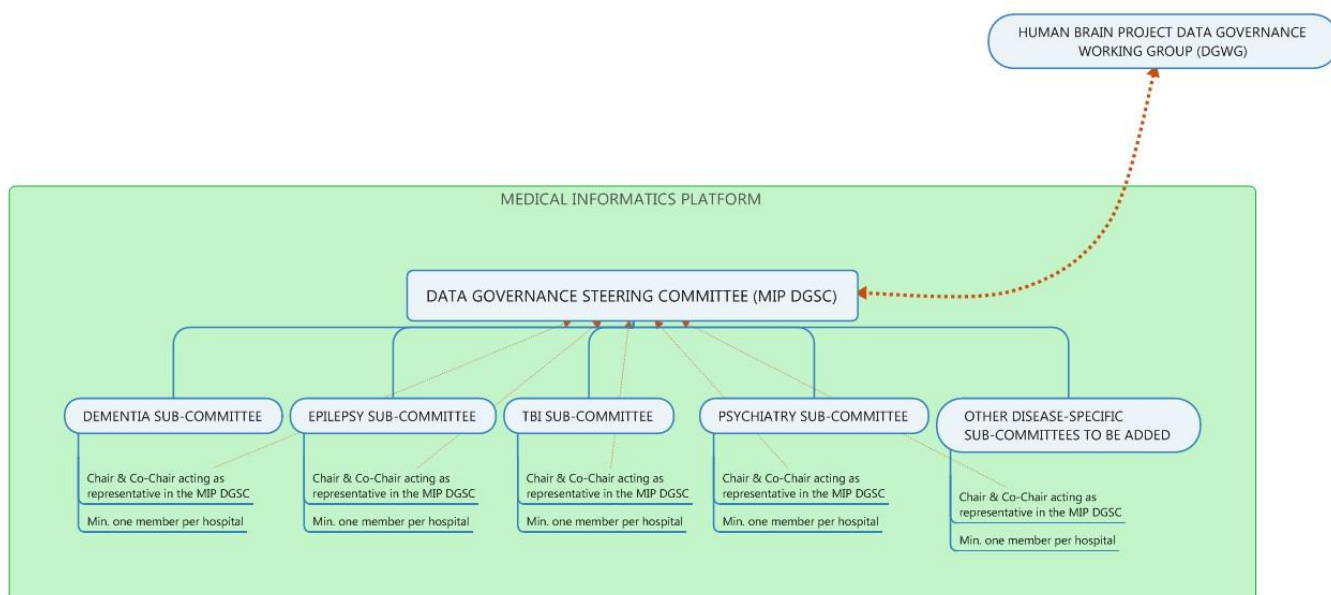 HUMAN BRAIN PROJECT DATA GOVERNANCE
WORKING GROUP (DGWG)
MEDICAL INFORMATICS PLATFORM
DATA GOVERNANCE STEERING COMMITTEE (MIP DGSC)
DEMENTIA SUB-COMMITTEE
Chair & Co-Chair acting as
representative in the MIP DGSC
Min. one member per hospital
EPILEPSY SUB-COMMITTEE
Chair & Co-Chair acting as
representative in the MIP DGSC
Min. one member per hospital
TBI SUB-COMMITTEE
Chair & Co-Chair acting as
representative in the MIP DGSC
Min. one member per hospital
PSYCHIATRY SUB-COMMITTEE
Chair & Co-Chair acting as
representative in the MIP DGSC
Min. one member per hospital
OTHER DISEASE-SPECIFIC
SUB-COMMITTEES TO BE ADDED
Chair & Co-Chair acting as
representative in the MIP DGSC
Min. one member per hospital